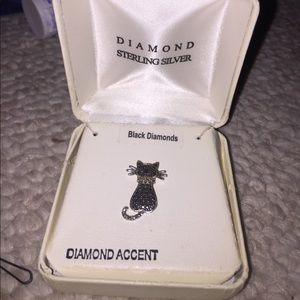 DIAMOND
STERLING SILVER
Black Diamonds
DIAMOND ACCENT